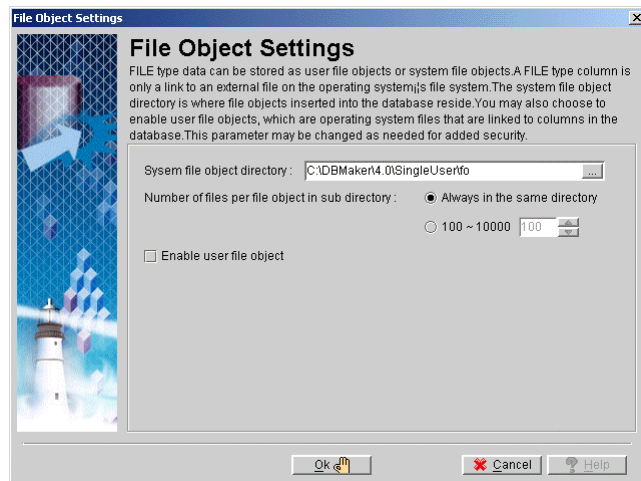 File Object Settings
File Object Settings
FILE type data can be stored as user file objects or system file objects.A FILE type column is
only a link to an external file on the operating system¡¦s file system.The system file object
directory is where file objects inserted into the database reside.You may also choose to
enable user file objects, which are operating system files that are linked to columns in the
database.This parameter may be changed as needed for added security.
Sysem file object directory : C:\DBMaker\4.0\SingleUser\fo ...
Number of files per file object in sub directory : Always in the same directory
100 ~ 10000 100
Enable user file object
Ok Cancel Help